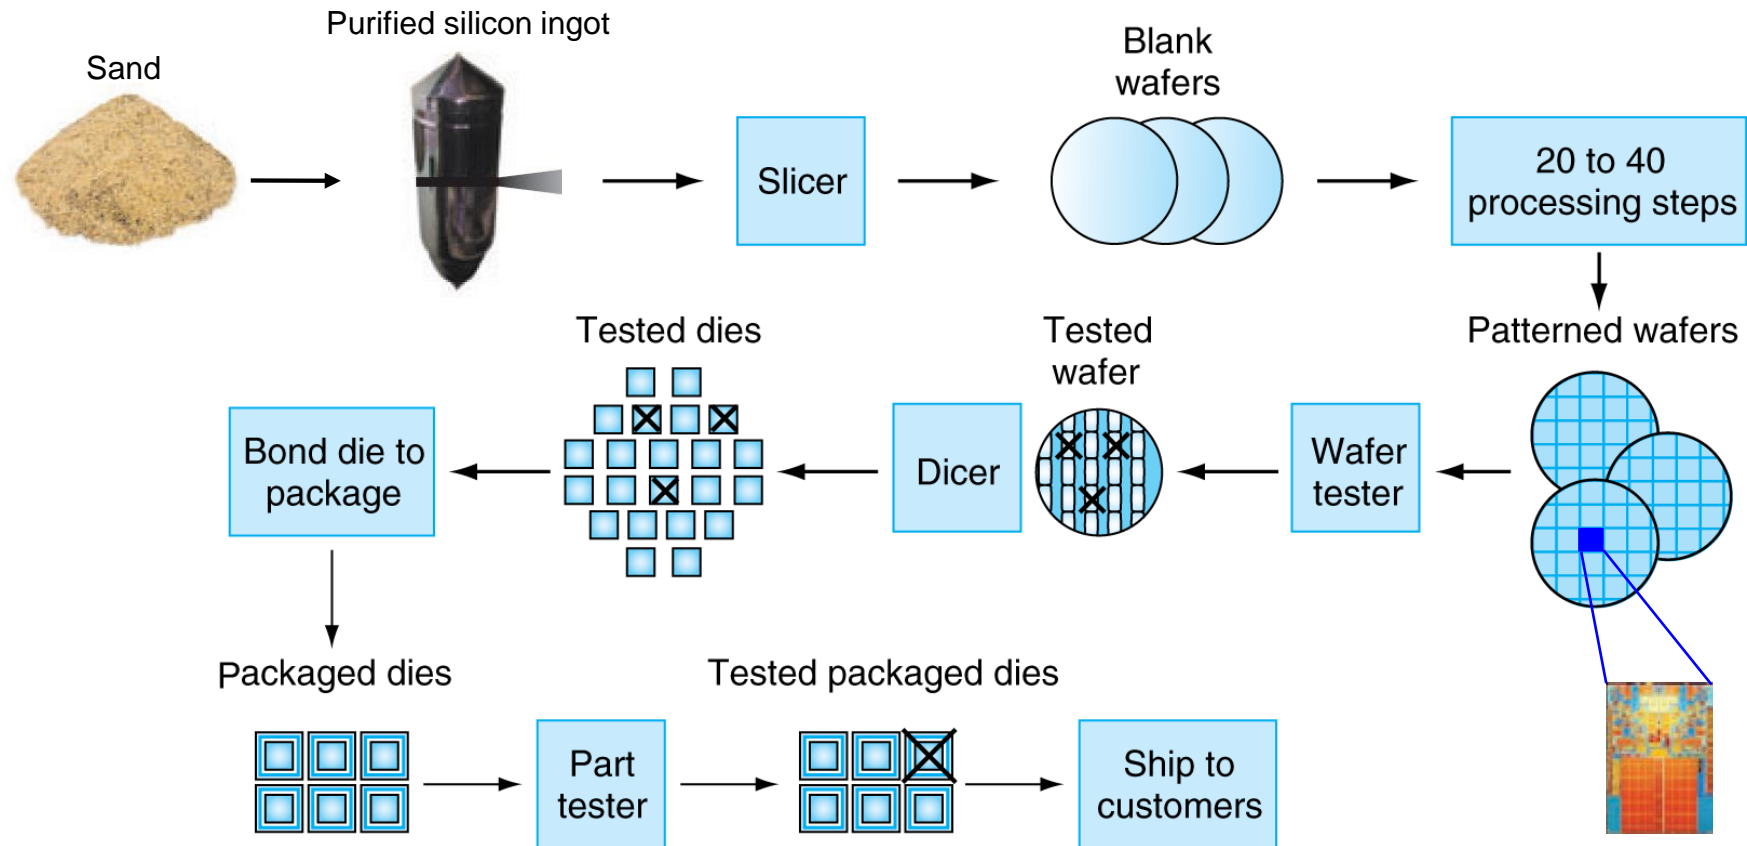 Sand
Purified silicon ingot
Slicer
Blank
wafers
20 to 40
processing steps
Patterned wafers
Wafer
tester
Tested
wafer
Dicer
Tested dies
Bond die to
package
Packaged dies
Part
tester
Tested packaged dies
Ship to
customers